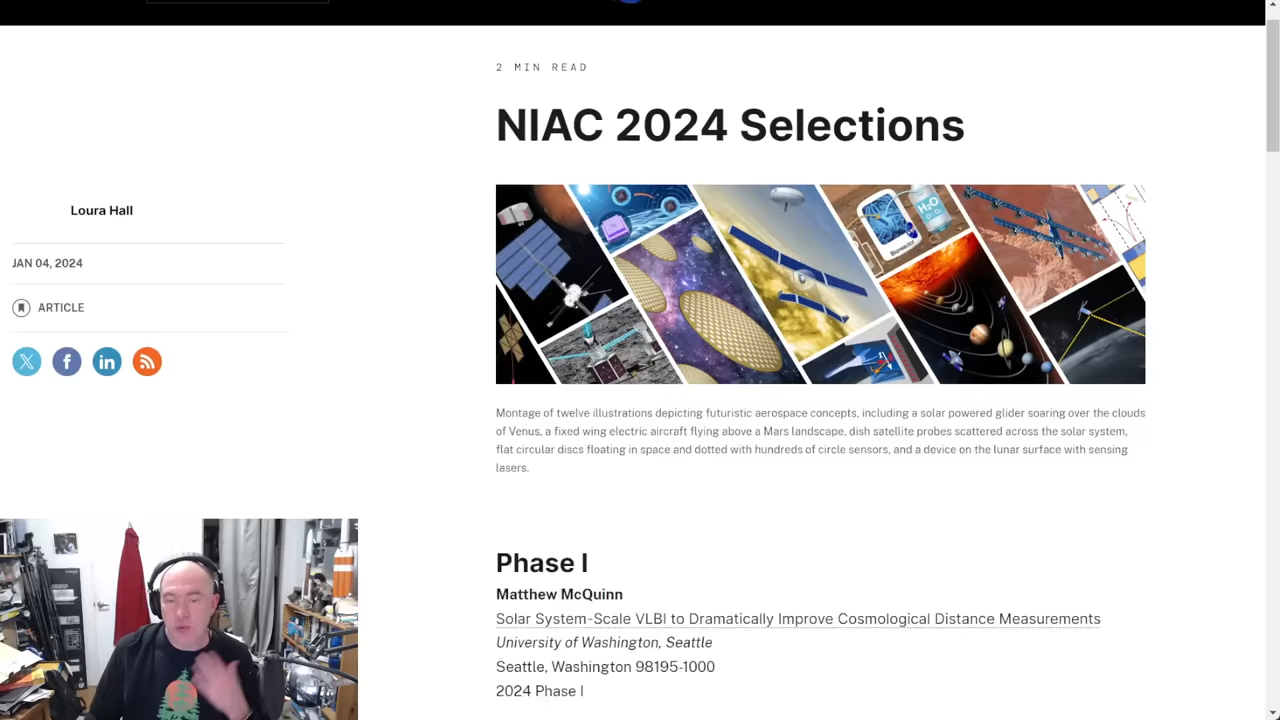 2 MIN READ
NIAC 2024 Selections
Loura Hall
JAN 04, 2024
ARTICLE
Bioreactor
H₂O
Montage of twelve illustrations depicting futuristic aerospace concepts, including a solar powered glider soaring over the clouds
of Venus, a fixed wing electric aircraft flying above a Mars landscape, dish satellite probes scattered across the solar system,
flat circular discs floating in space and dotted with hundreds of circle sensors, and a device on the lunar surface with sensing
lasers.
Phase I
Matthew McQuinn
Solar System-Scale VLBI to Dramatically Improve Cosmological Distance Measurements
University of Washington, Seattle
Seattle, Washington 98195-1000
2024 Phase I